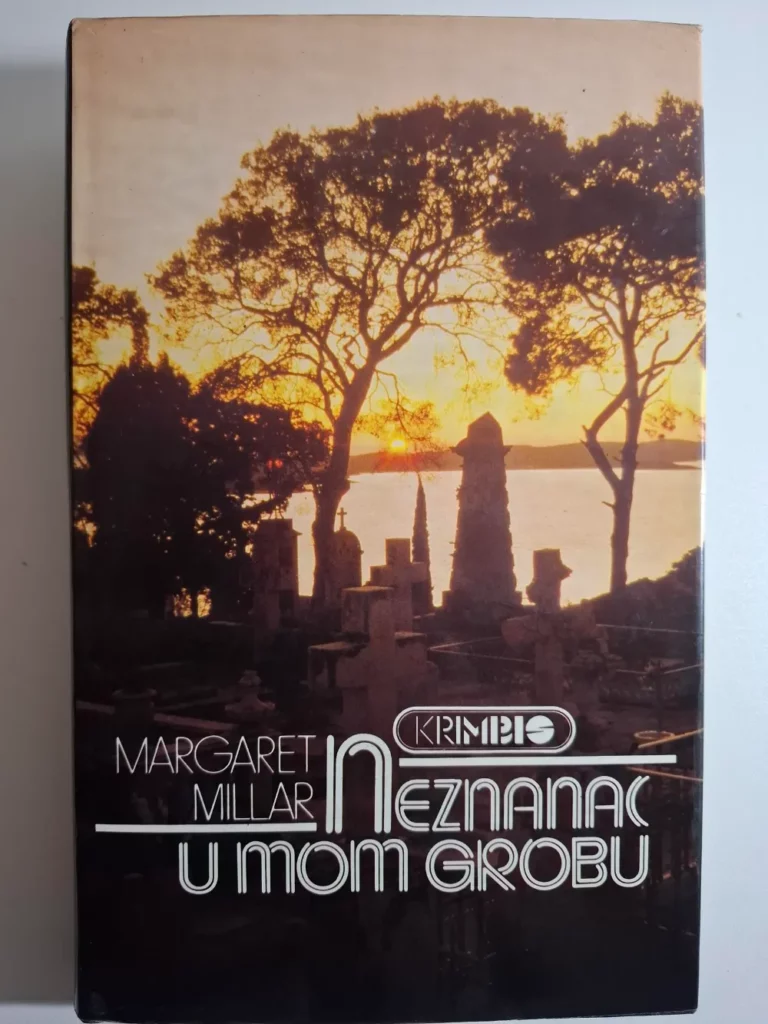 KRIMBIS
MARGARET
MILLAR
NEZNANAC
U MOM GROBU